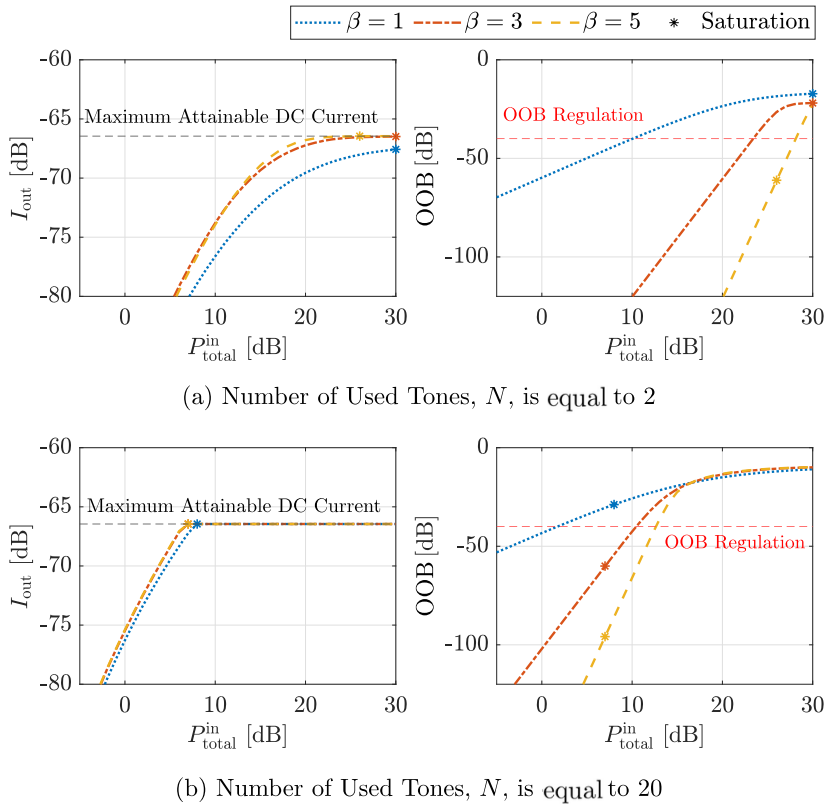 β = 1 β = 3 β = 5 Saturation
-60
-65
-70
-75
-80
I_out [dB]
Maximum Attainable DC Current
0 10 20 30
P^in_total [dB]
0
-50
-100
OOB [dB]
OOB Regulation
0 10 20 30
P^in_total [dB]
(a) Number of Used Tones, N, is equal to 2
-60
-65
-70
-75
-80
I_out [dB]
Maximum Attainable DC Current
0 10 20 30
P^in_total [dB]
0
-50
-100
OOB [dB]
OOB Regulation
0 10 20 30
P^in_total [dB]
(b) Number of Used Tones, N, is equal to 20